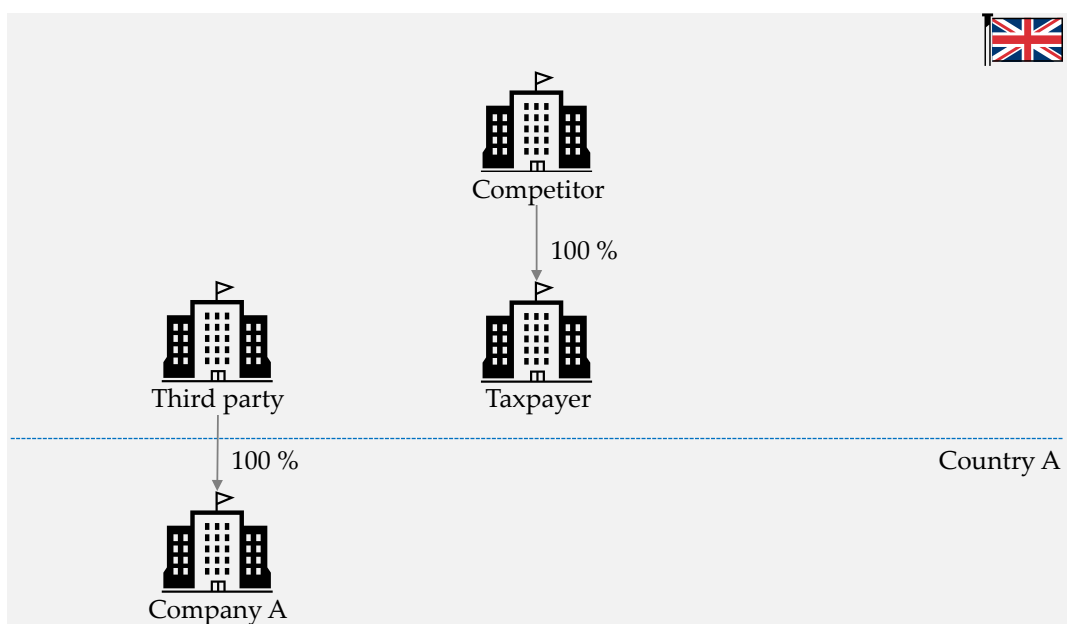 Competitor
100 %
Third party
Taxpayer
100 %
Country A
Company A